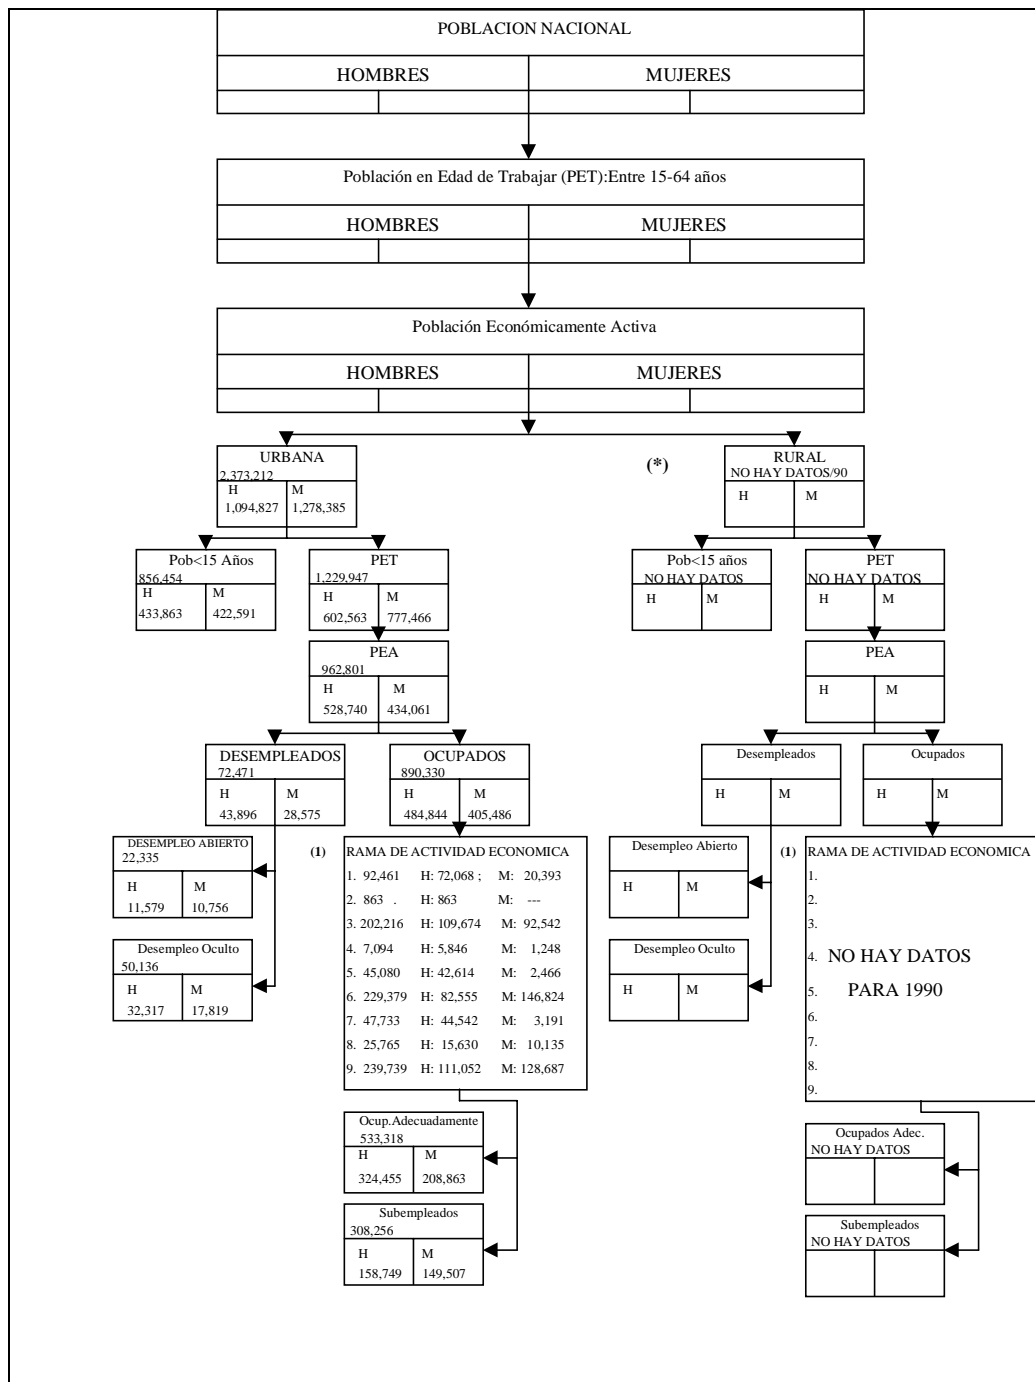 POBLACION NACIONAL
HOMBRES MUJERES
Población en Edad de Trabajar (PET):Entre 15-64 años
HOMBRES MUJERES
Población Económicamente Activa
HOMBRES MUJERES
URBANA
2,373,212
H M
1,094,827 1,278,385
(*)
RURAL
NO HAY DATOS/90
H M
Pob<15 Años
856,454
H M
433,863 422,591
PET
1,229,947
H M
602,563 777,466
Pob<15 años
NO HAY DATOS
H M
PET
NO HAY DATOS
H M
PEA
962,801
H M
528,740 434,061
PEA
H M
DESEMPLEADOS
72,471
H M
43,896 28,575
OCUPADOS
890,330
H M
484,844 405,486
Desempleados
H M
Ocupados
H M
DESEMPLEO ABIERTO
22,335
H M
11,579 10,756
Desempleo Oculto
50,136
H M
32,317 17,819
(1) RAMA DE ACTIVIDAD ECONOMICA
1. 92,461 H: 72,068 ; M: 20,393
2. 863 . H: 863 M: ---
3. 202,216 H: 109,674 M: 92,542
4. 7,094 H: 5,846 M: 1,248
5. 45,080 H: 42,614 M: 2,466
6. 229,379 H: 82,555 M: 146,824
7. 47,733 H: 44,542 M: 3,191
8. 25,765 H: 15,630 M: 10,135
9. 239,739 H: 111,052 M: 128,687
Ocup.Adecuadamente
533,318
H M
324,455 208,863
Subempleados
308,256
H M
158,749 149,507
Desempleo Abierto
H M
Desempleo Oculto
H M
(1) RAMA DE ACTIVIDAD ECONOMICA
1.
2.
3.
4. NO HAY DATOS
5. PARA 1990
6.
7.
8.
9.
Ocupados Adec.
NO HAY DATOS
Subempleados
NO HAY DATOS